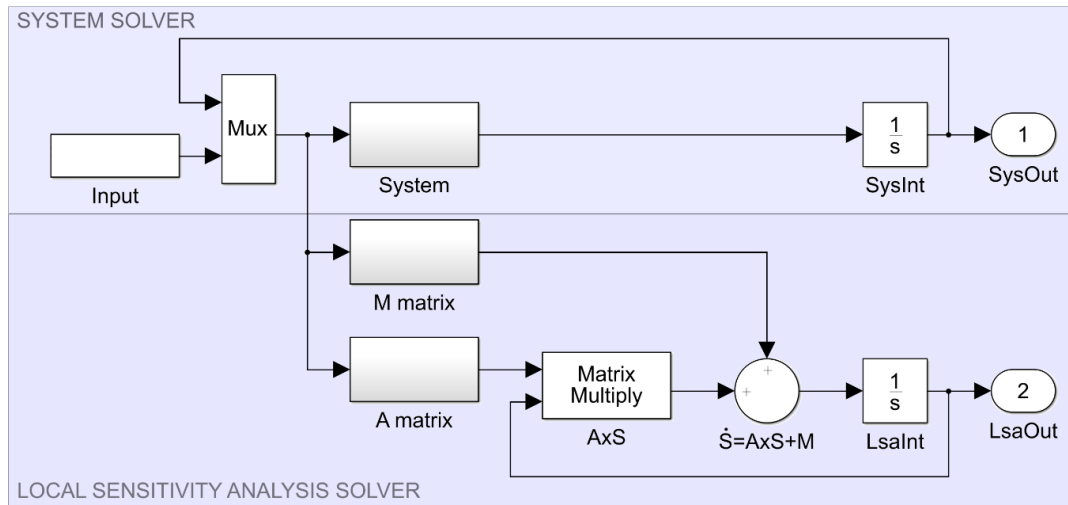 SYSTEM SOLVER
Mux
Input
System
1
s
SysInt
1
SysOut
M matrix
A matrix
Matrix
Multiply
AxS
+
+
Ṡ=AxS+M
1
s
LsaInt
2
LsaOut
LOCAL SENSITIVITY ANALYSIS SOLVER